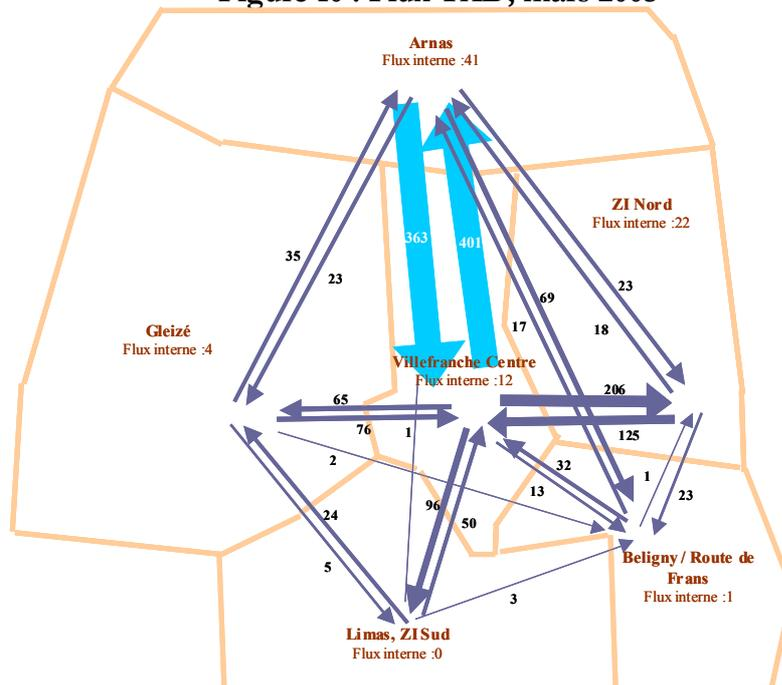 Arnas
Flux interne :41
ZI Nord
Flux interne :22
363
401
35
23
69
23
17
18
Gleizé
Flux interne :4
Villefranche Centre
Flux interne :12
65
206
76
1
125
2
32
1
13
23
96
50
24
5
Beligny / Route de
Frans
Flux interne :1
3
Limas, ZI Sud
Flux interne :0